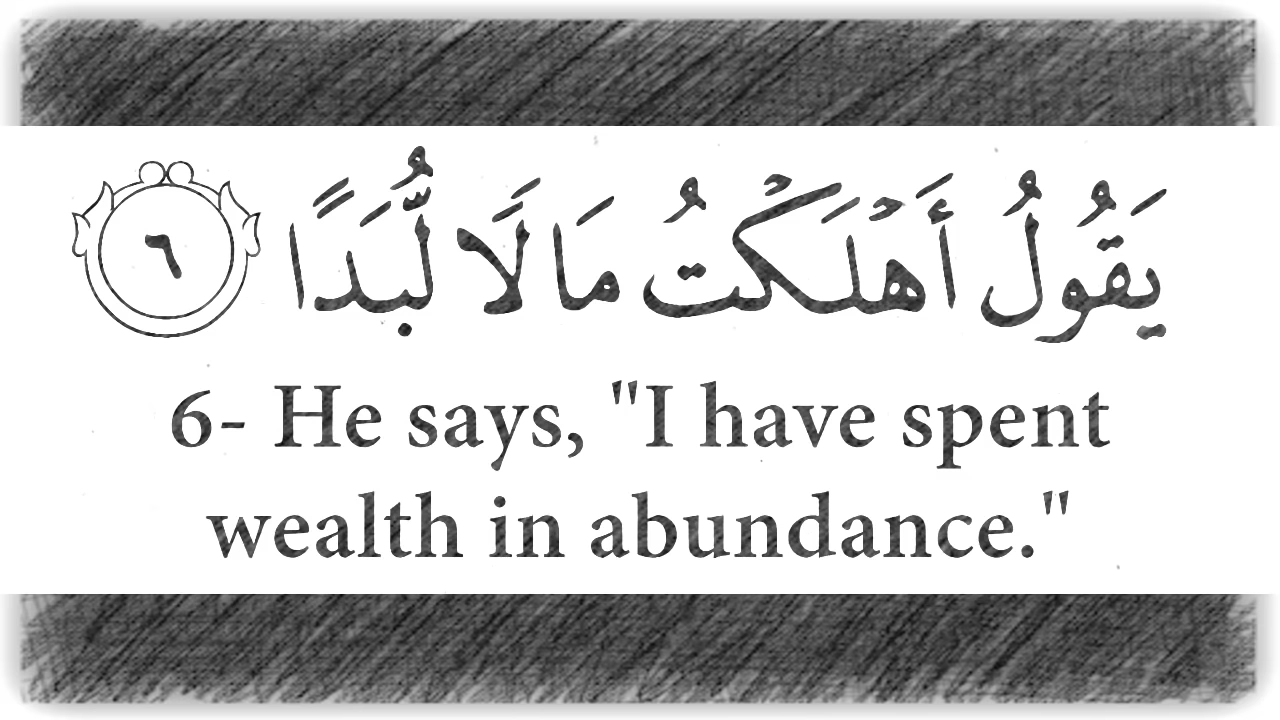 يَقُولُ أَهۡلَكۡتُ مَالًا لُّبَدًا ٦
6- He says, "I have spent
wealth in abundance."